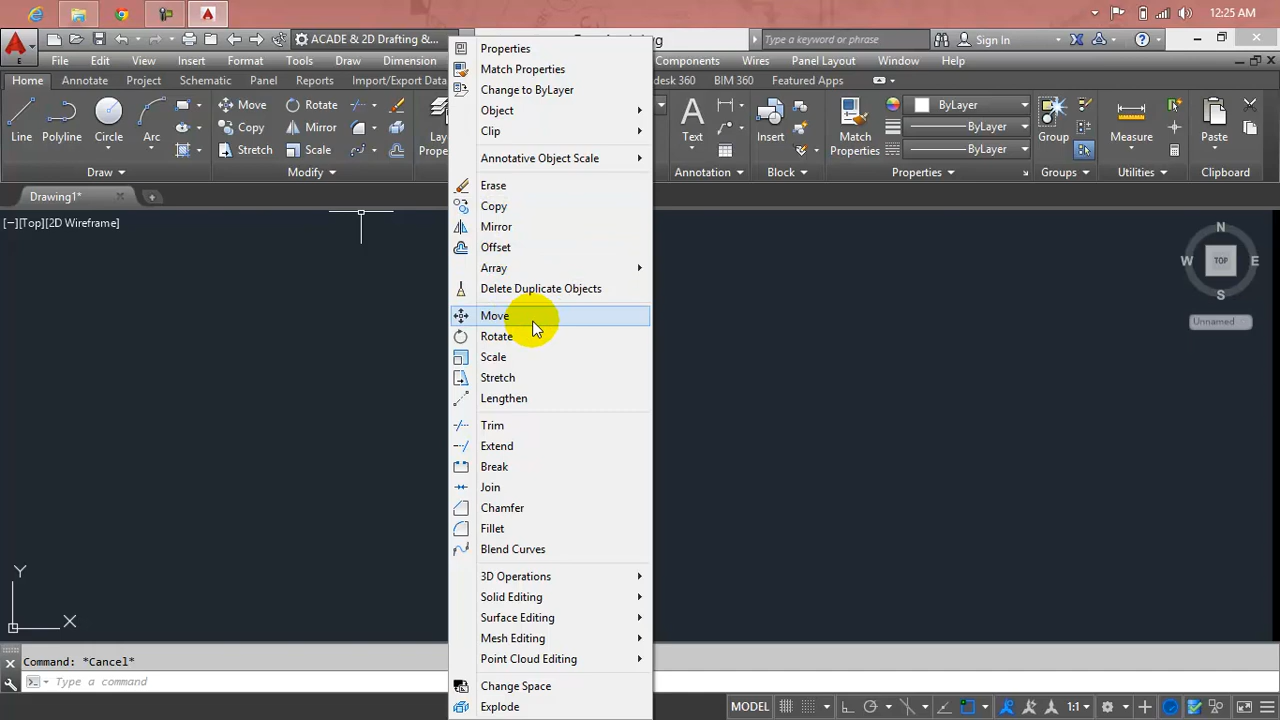 12:25 AM
ACADE & 2D Drafting &...
Type a keyword or phrase
Sign In
File
Edit
View
Insert
Format
Tools
Draw
Dimension
Components
Wires
Panel Layout
Window
Help
Home
Annotate
Project
Schematic
Panel
Reports
Import/Export Data
desk 360
BIM 360
Featured Apps
Line
Polyline
Circle
Arc
Move
Rotate
Copy
Mirror
Stretch
Scale
Lay
Prope
Text
Insert
Match
Properties
ByLayer
ByLayer
ByLayer
Group
Measure
Paste
Draw
Modify
Annotation
Block
Properties
Groups
Utilities
Clipboard
Drawing1*
[−][Top][2D Wireframe]
Properties
Match Properties
Change to ByLayer
Object
Clip
Annotative Object Scale
Erase
Copy
Mirror
Offset
Array
Delete Duplicate Objects
Move
Rotate
Scale
Stretch
Lengthen
Trim
Extend
Break
Join
Chamfer
Fillet
Blend Curves
3D Operations
Solid Editing
Surface Editing
Mesh Editing
Point Cloud Editing
Change Space
Explode
N
W
TOP
E
S
Unnamed
Y
X
Command: *Cancel*
Type a command
MODEL
1:1